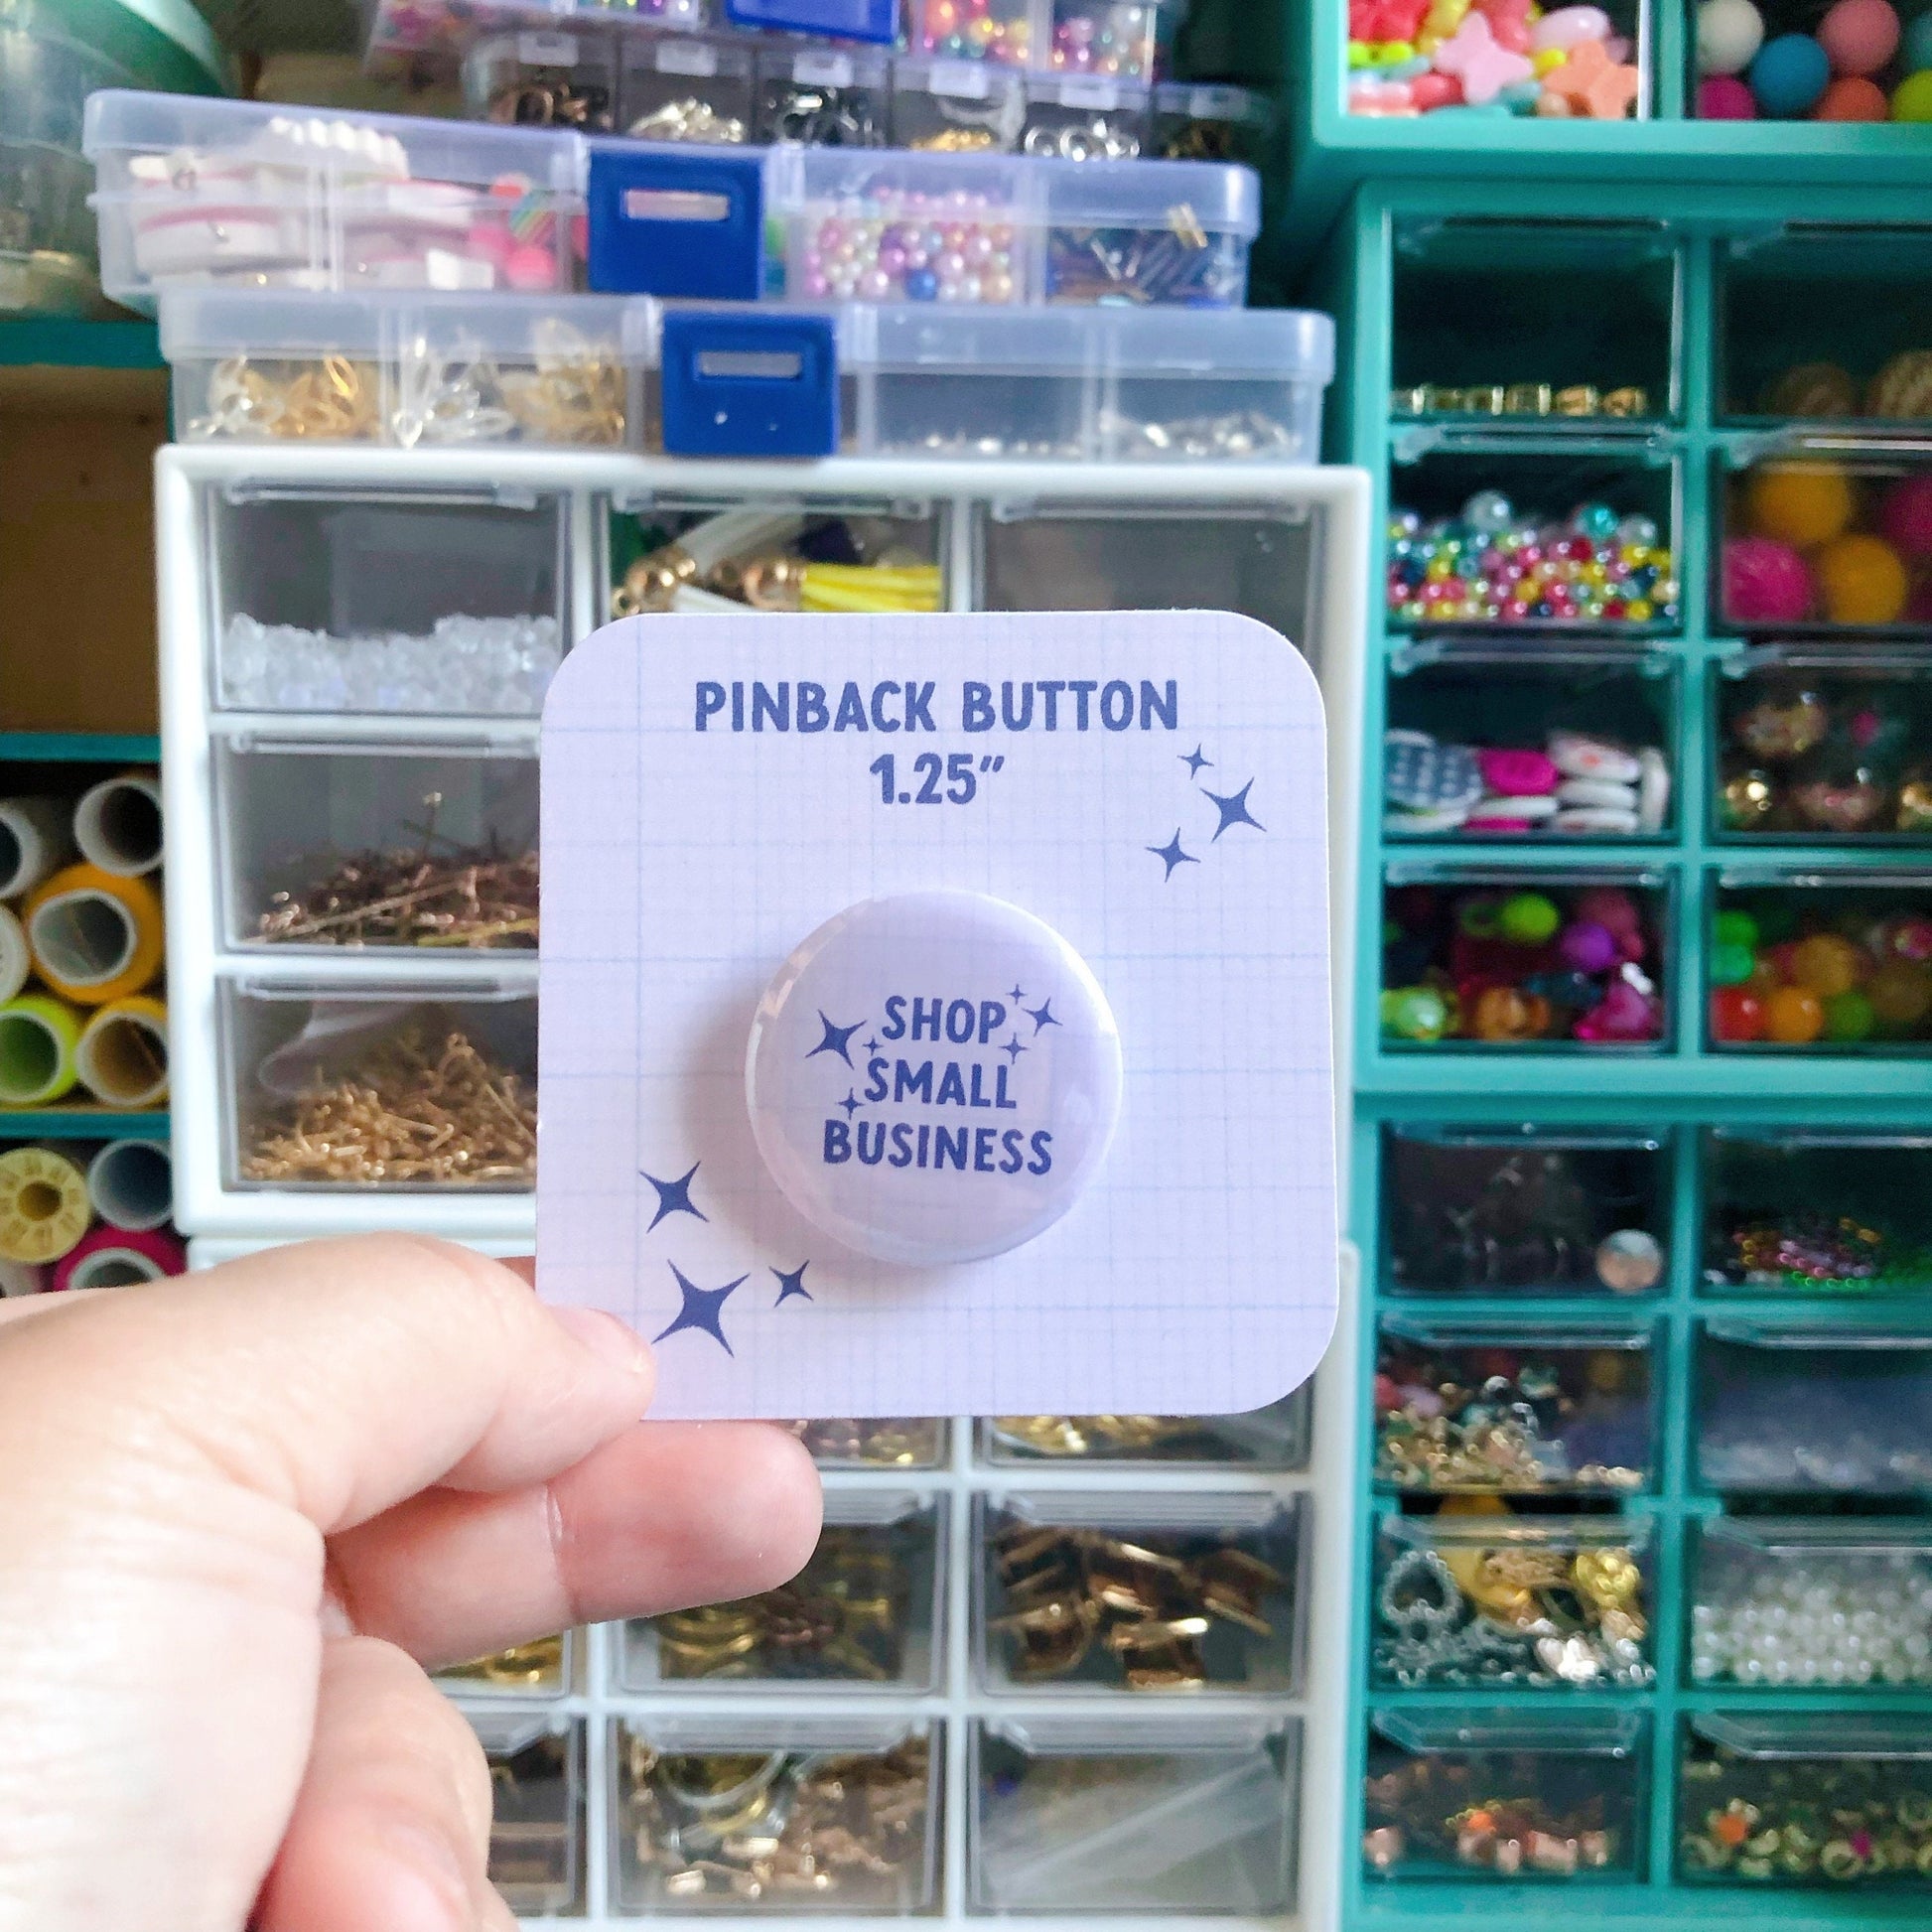 PINBACK BUTTON
1.25"
SHOP
SMALL
BUSINESS